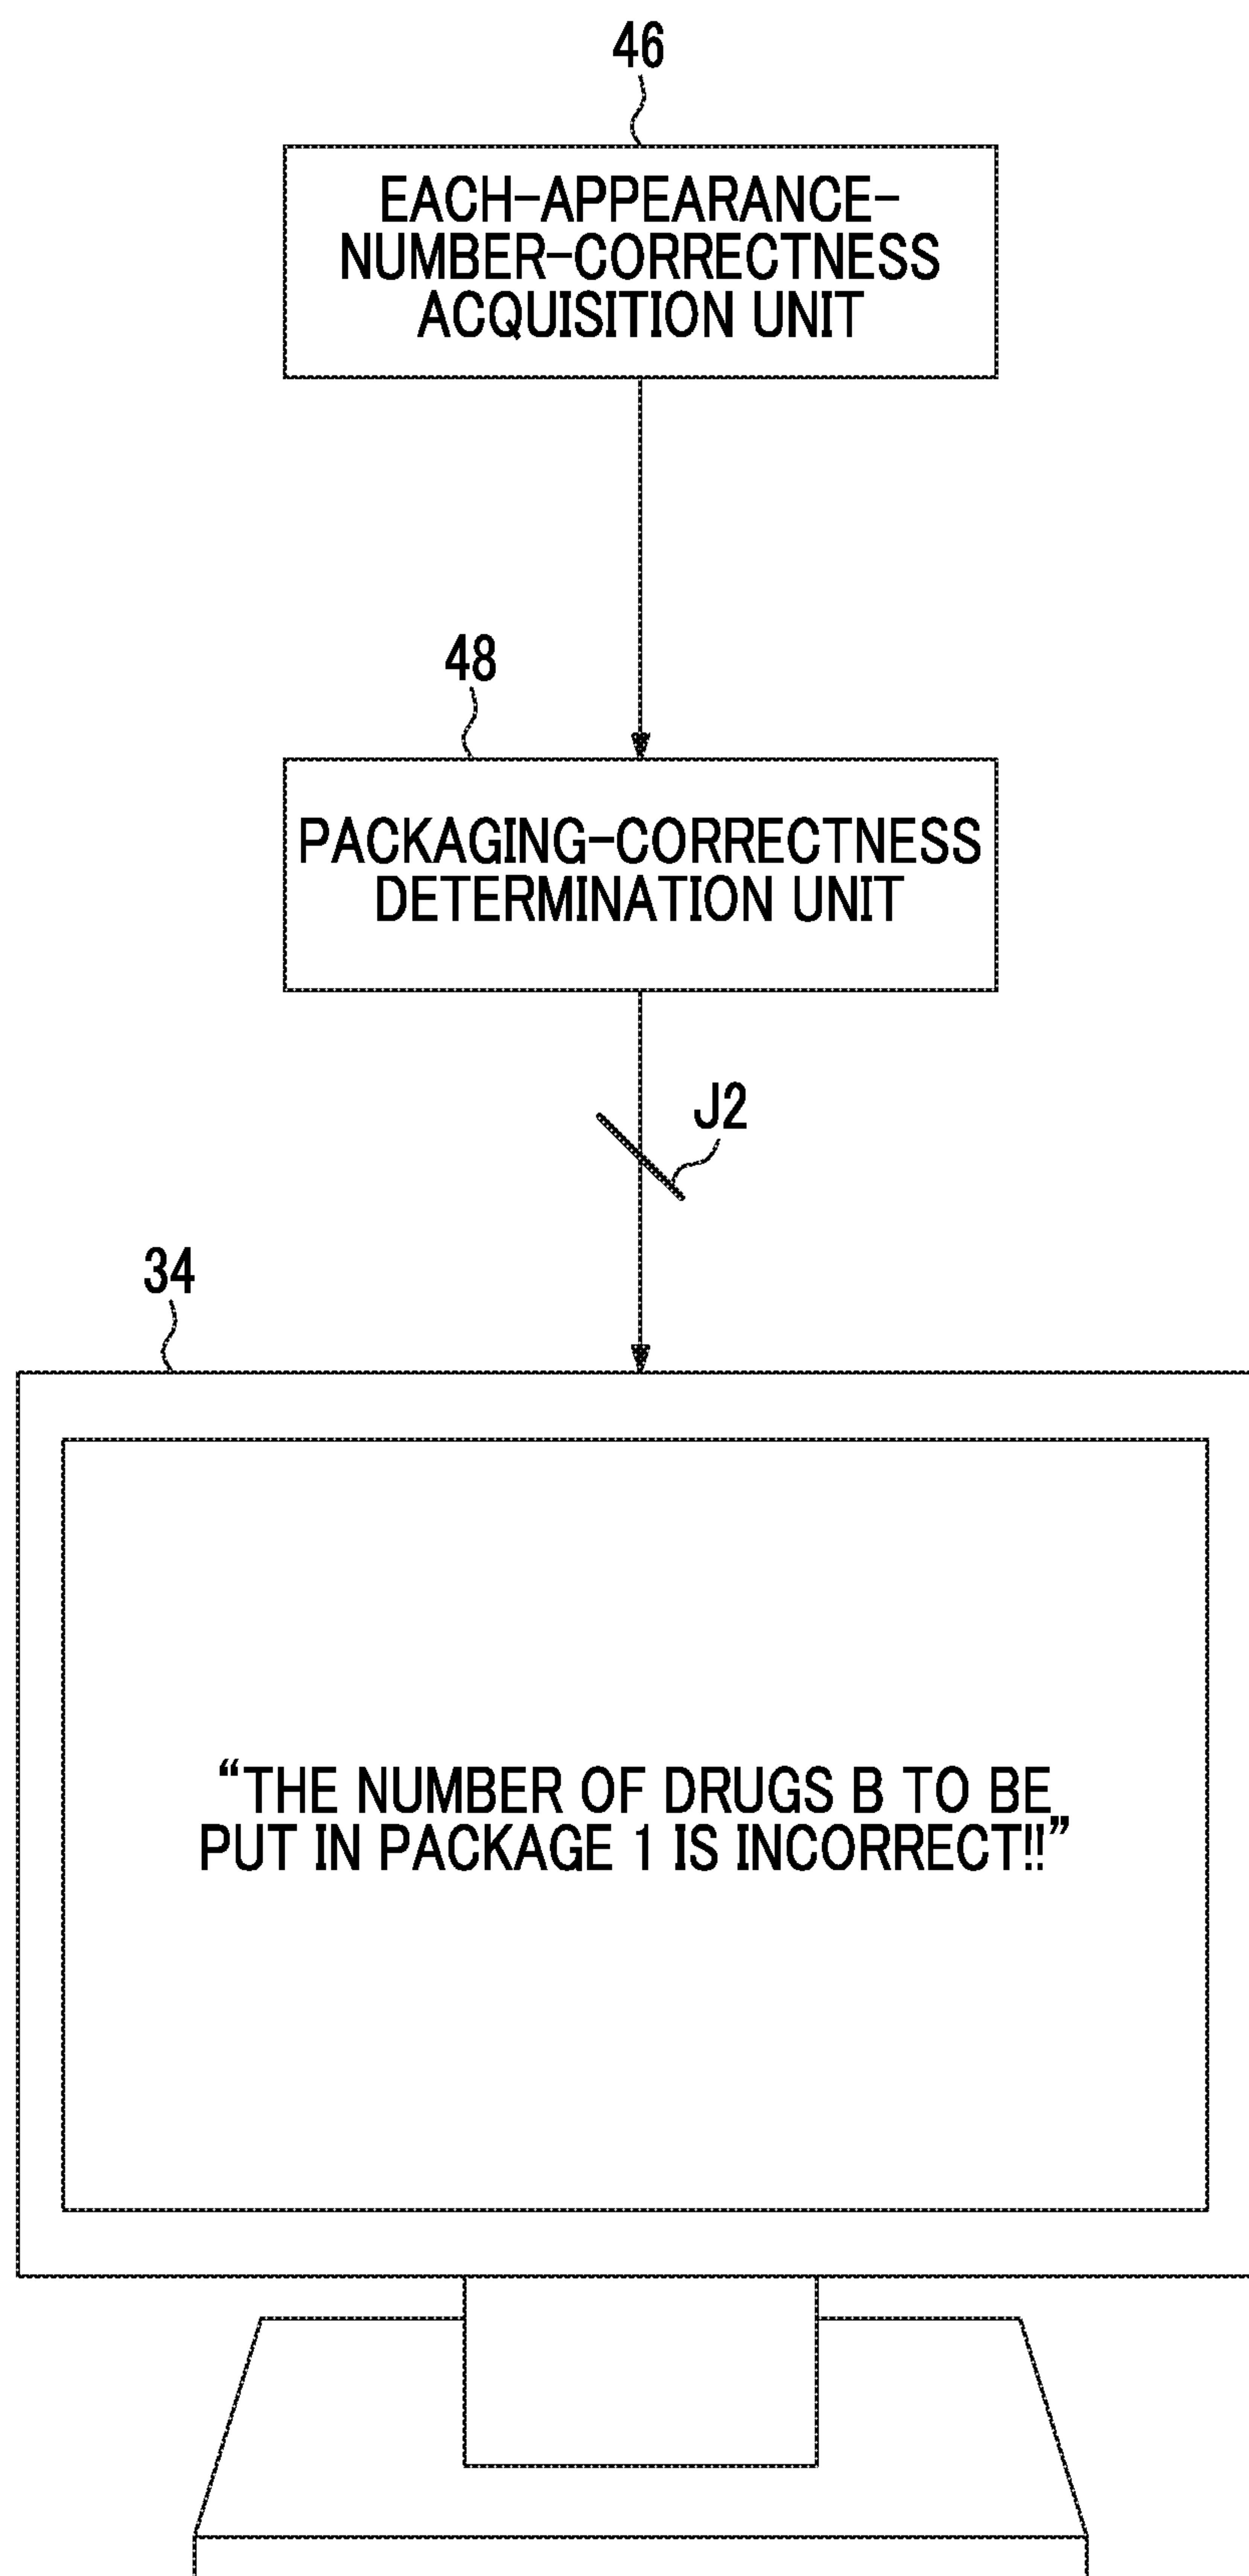 46
EACH-APPEARANCE-
NUMBER-CORRECTNESS
ACQUISITION UNIT
48
PACKAGING-CORRECTNESS
DETERMINATION UNIT
J2
34
“THE NUMBER OF DRUGS B TO BE
PUT IN PACKAGE 1 IS INCORRECT!!”